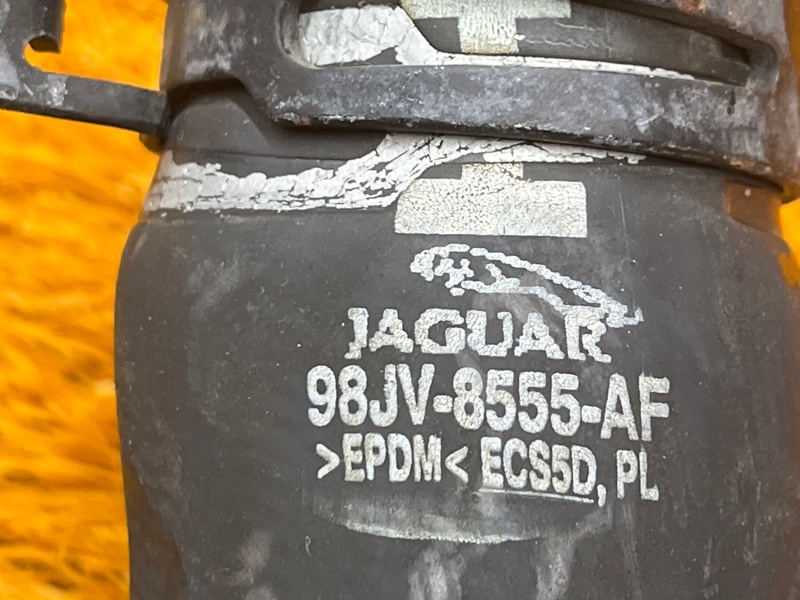 JAGUAR
98JV-8555-AF
>EPDM< ECS5D, PL